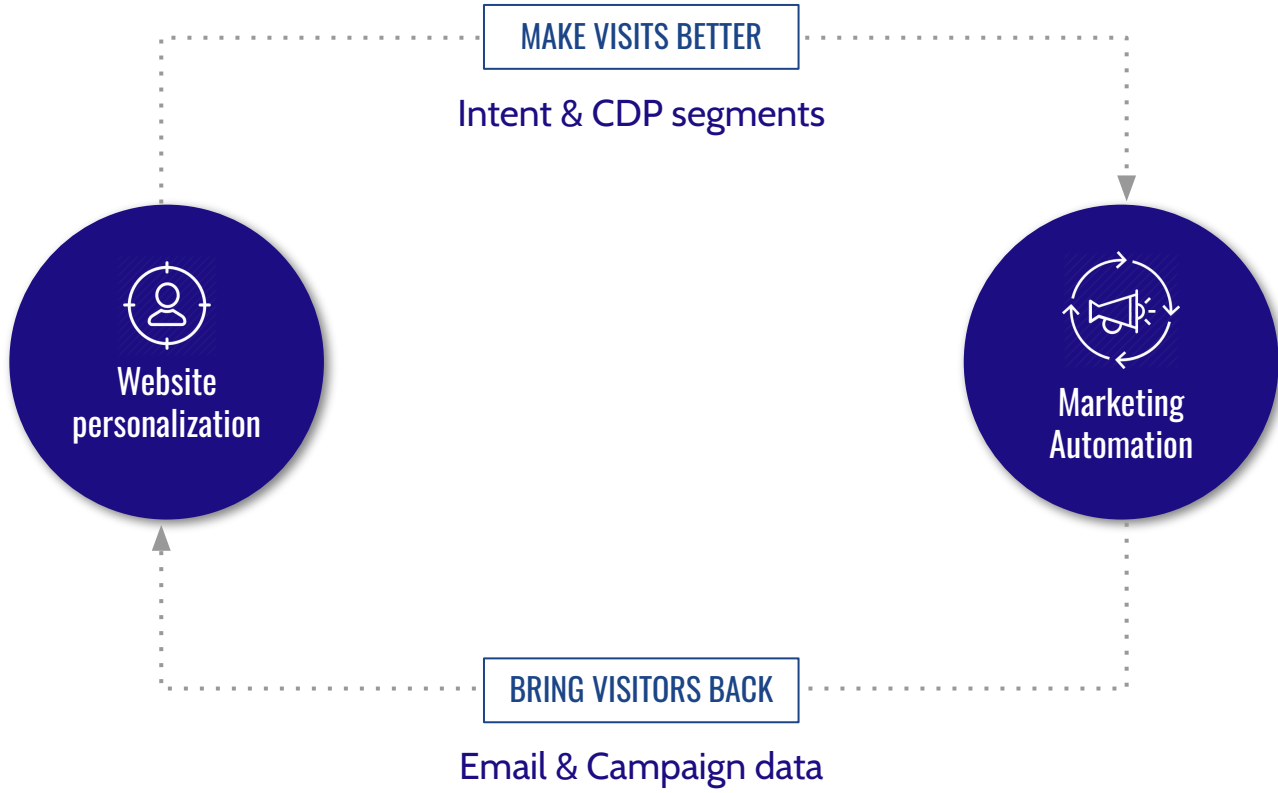 MAKE VISITS BETTER
Intent & CDP segments
Website
personalization
Marketing
Automation
BRING VISITORS BACK
Email & Campaign data